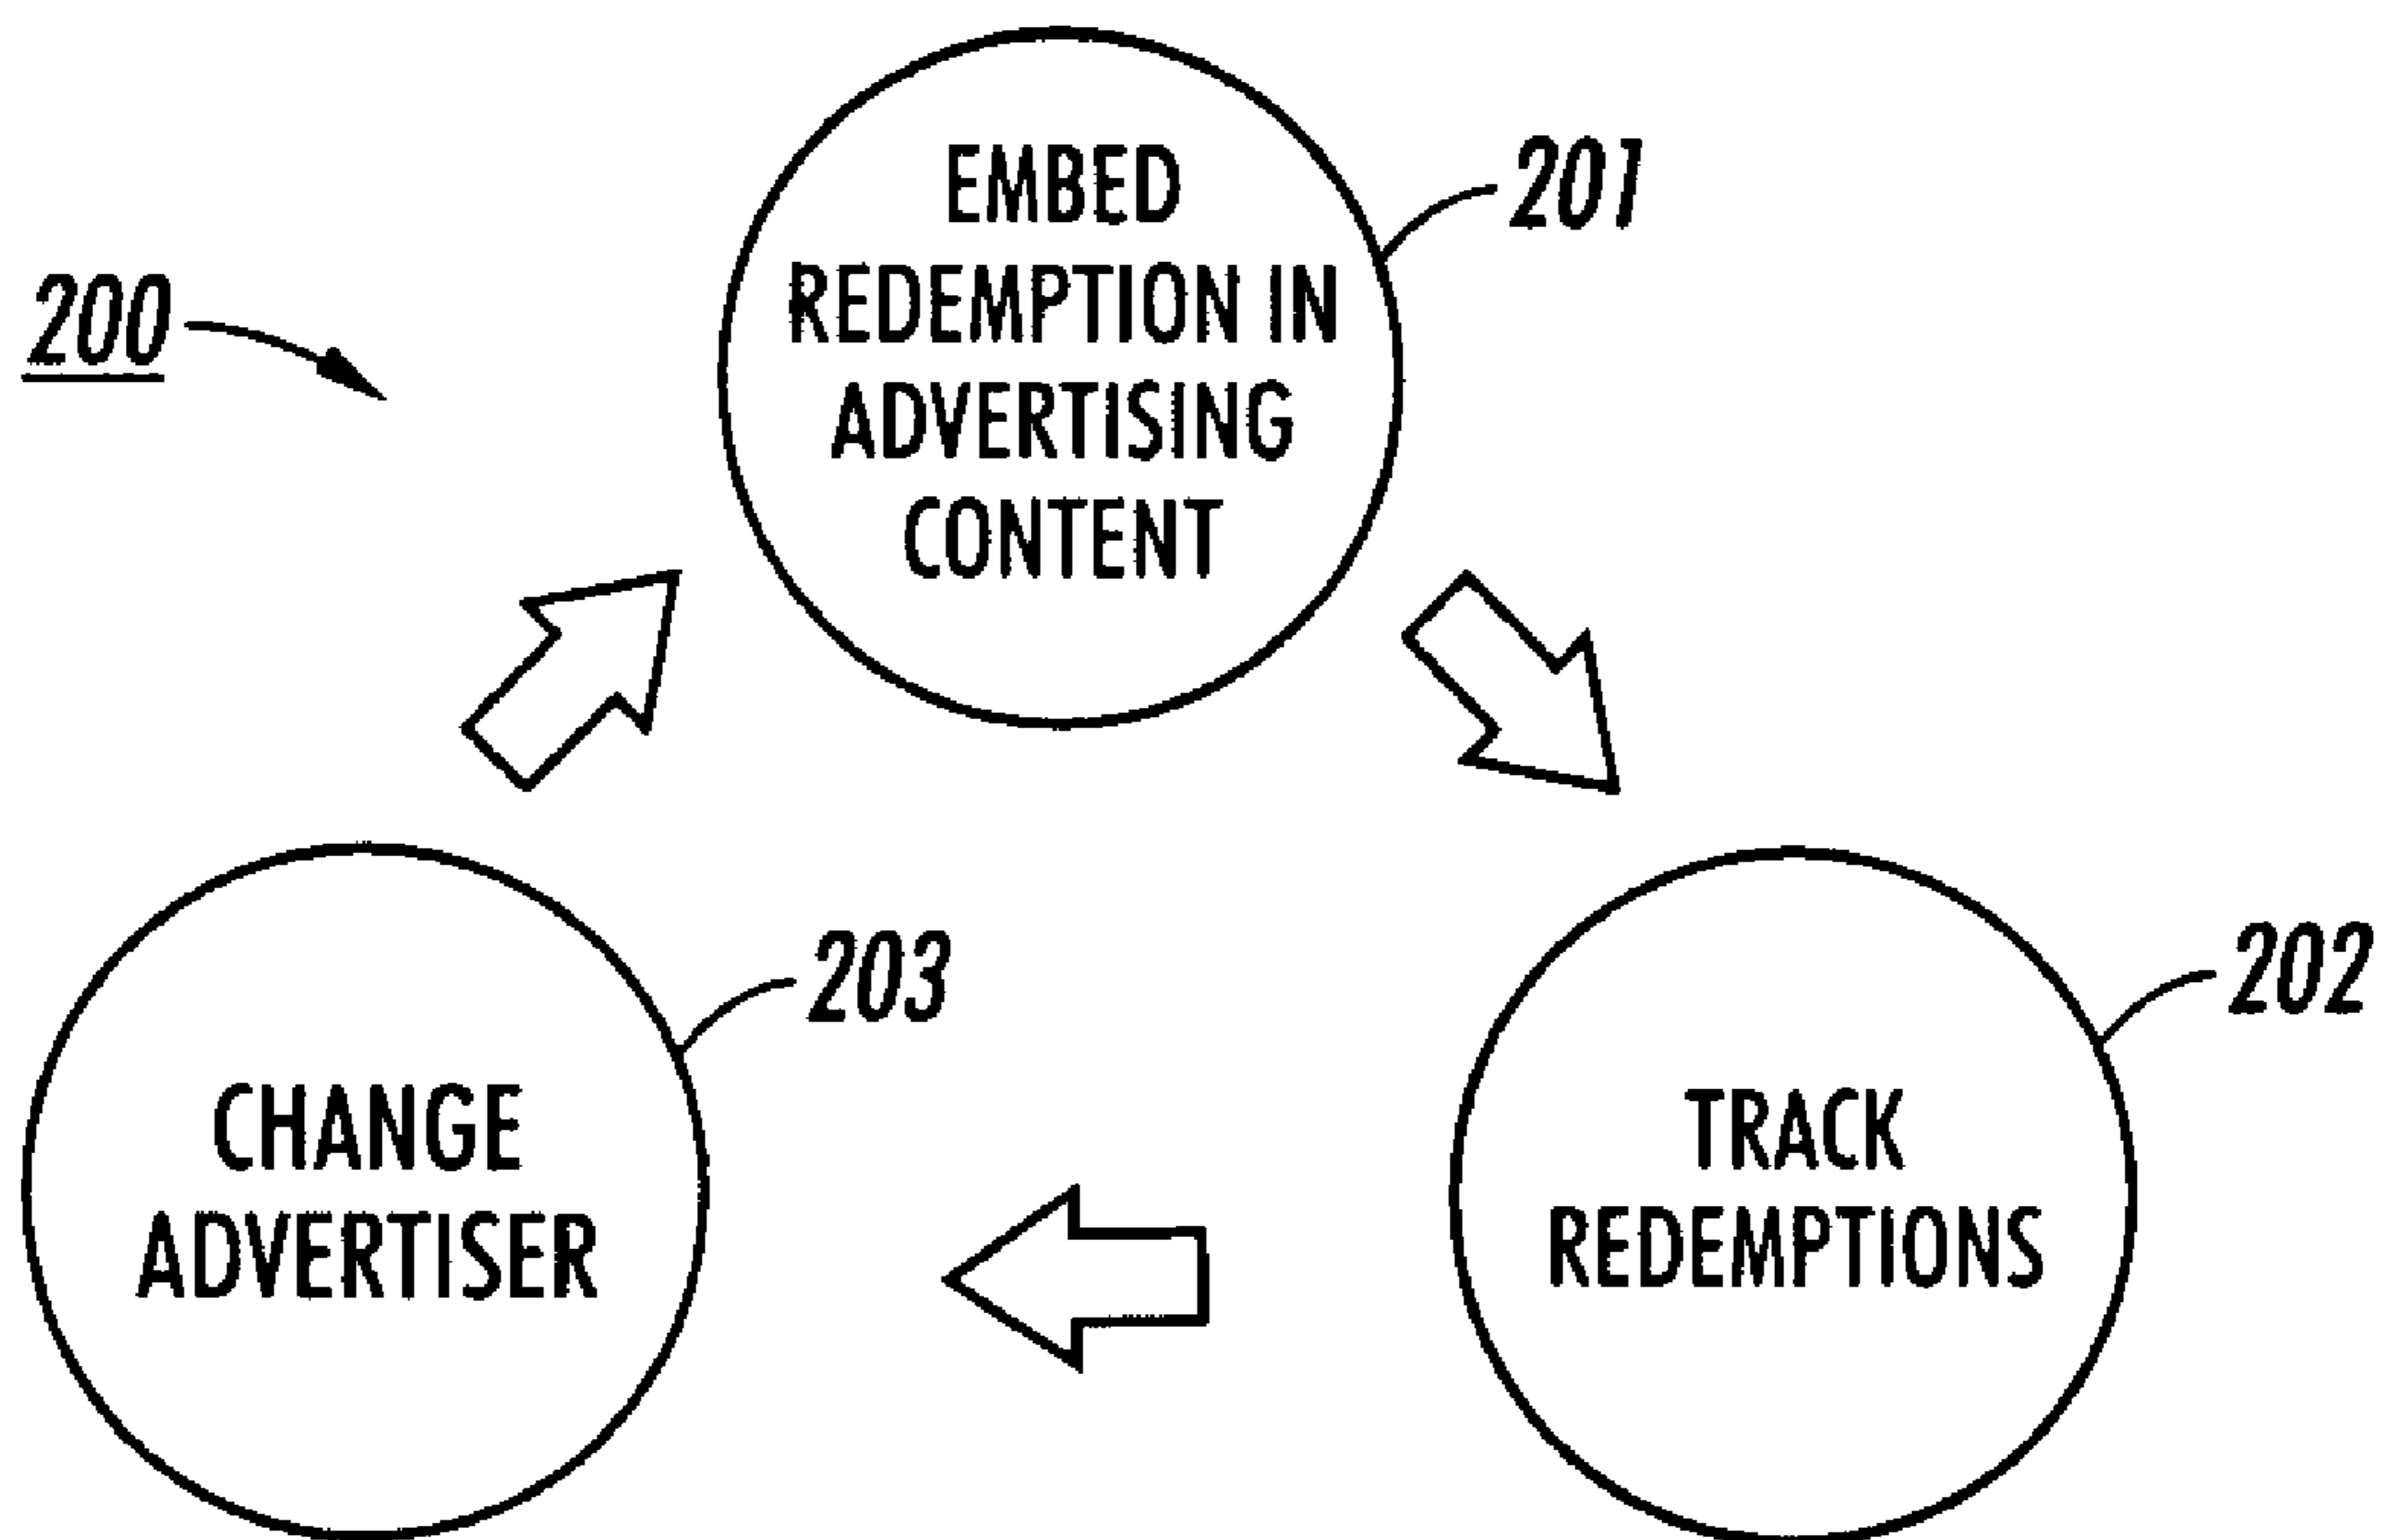 EMBED
REDEMPTION IN
ADVERTISING
CONTENT
201
200
203
CHANGE
ADVERTISER
202
TRACK
REDEMPTIONS